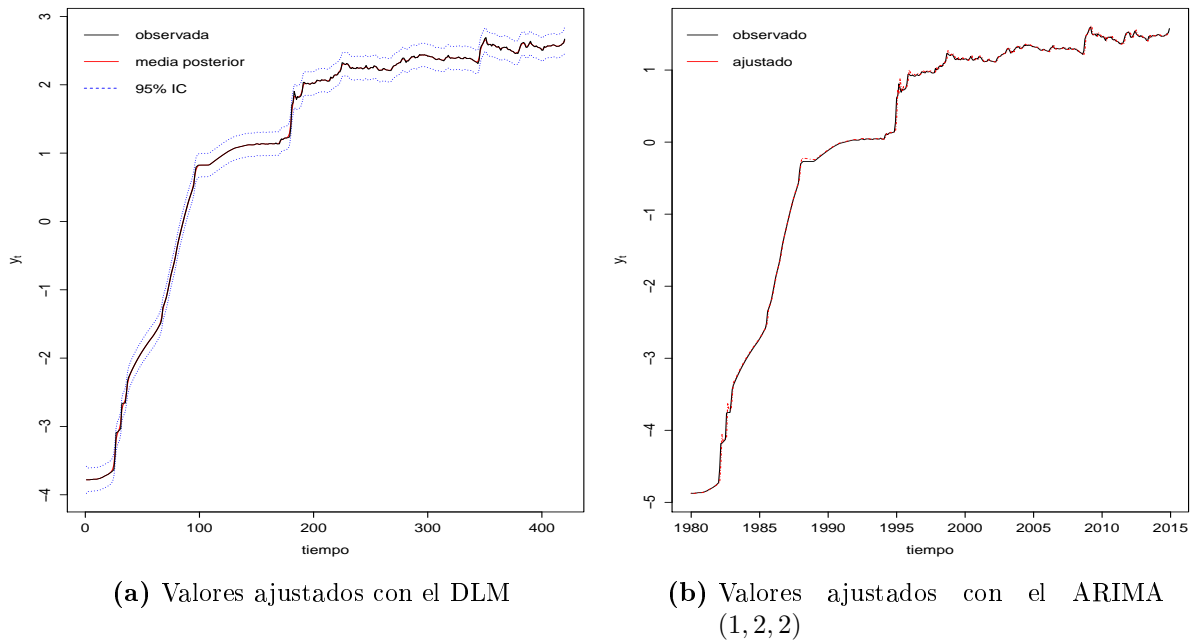 observada
media posterior
95% IC
3
2
1
0
−1
−2
−3
−4
y_t
0 100 200 300 400
tiempo
(a) Valores ajustados con el DLM
observado
ajustado
1
0
−1
−2
−3
−4
−5
y_t
1980 1985 1990 1995 2000 2005 2010 2015
tiempo
(b) Valores ajustados con el ARIMA
(1, 2, 2)